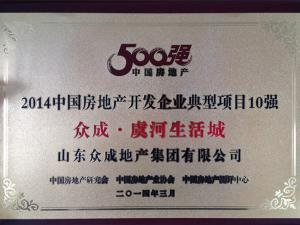 500强
中国房地产
2014中国房地产开发企业典型项目10强
众成·虞河生活城
山东众成地产集团有限公司
中国房地产研究会 中国房地产业协会 中国房地产测评中心
二〇一四年三月